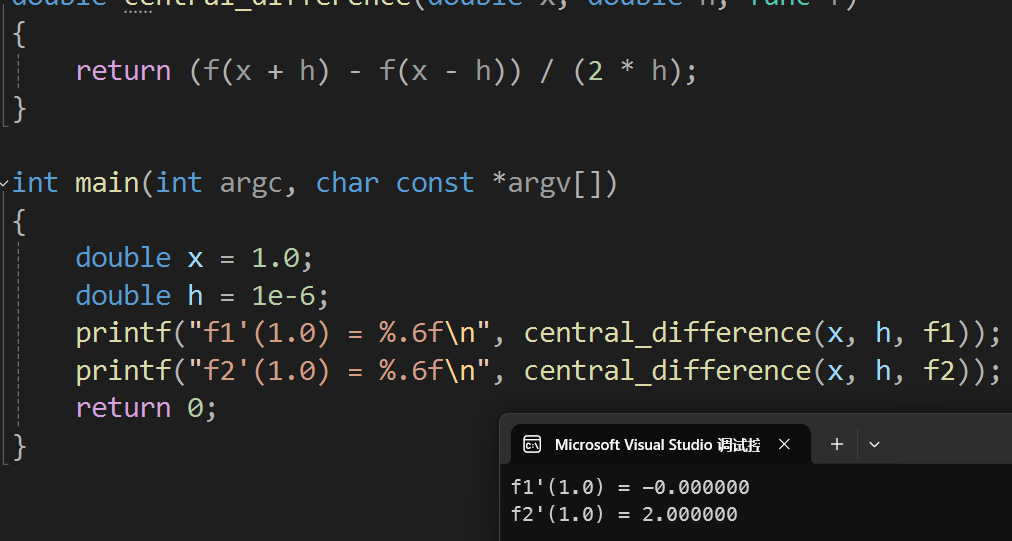 double central_difference(double x, double h, func f)
{
    return (f(x + h) - f(x - h)) / (2 * h);
}
int main(int argc, char const *argv[])
{
    double x = 1.0;
    double h = 1e-6;
    printf("f1'(1.0) = %.6f\n", central_difference(x, h, f1));
    printf("f2'(1.0) = %.6f\n", central_difference(x, h, f2));
    return 0;
}
Microsoft Visual Studio 调试控
f1'(1.0) = -0.000000
f2'(1.0) = 2.000000